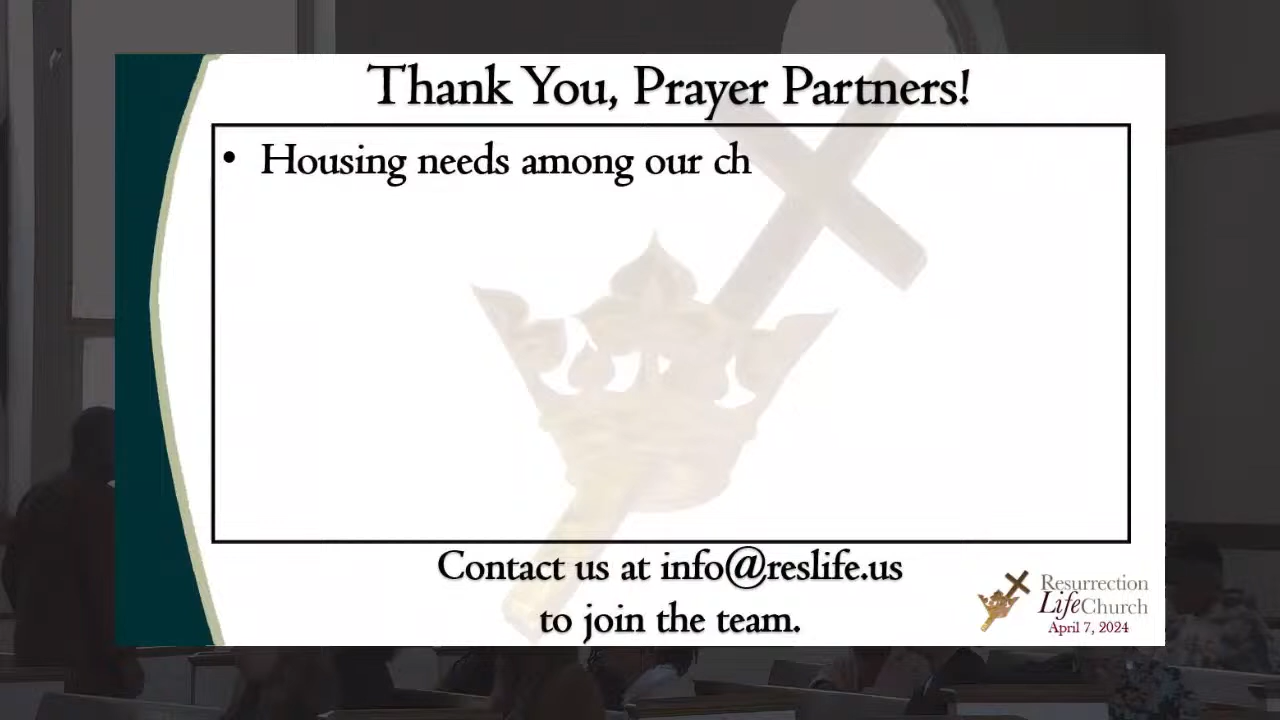 Thank You, Prayer Partners!
• Housing needs among our ch
Contact us at info@reslife.us
to join the team.
Resurrection
LifeChurch
April 7, 2024